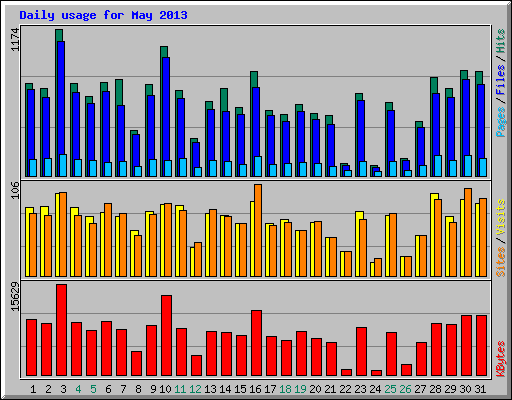 Daily usage for May 2013
1174
Pages / Files / Hits
106
Sites / Visits
15629
KBytes
1 2 3 4 5 6 7 8 9 10 11 12 13 14 15 16 17 18 19 20 21 22 23 24 25 26 27 28 29 30 31